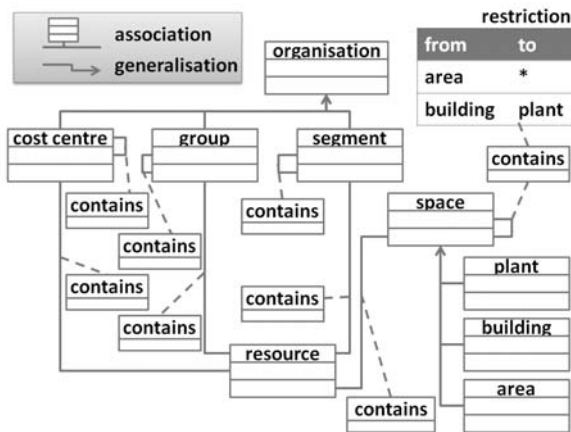 restriction
association
generalisation
organisation
from to
area *
building plant
cost centre
group
segment
contains
contains
contains
space
contains
plant
contains
contains
building
contains
resource
area
contains